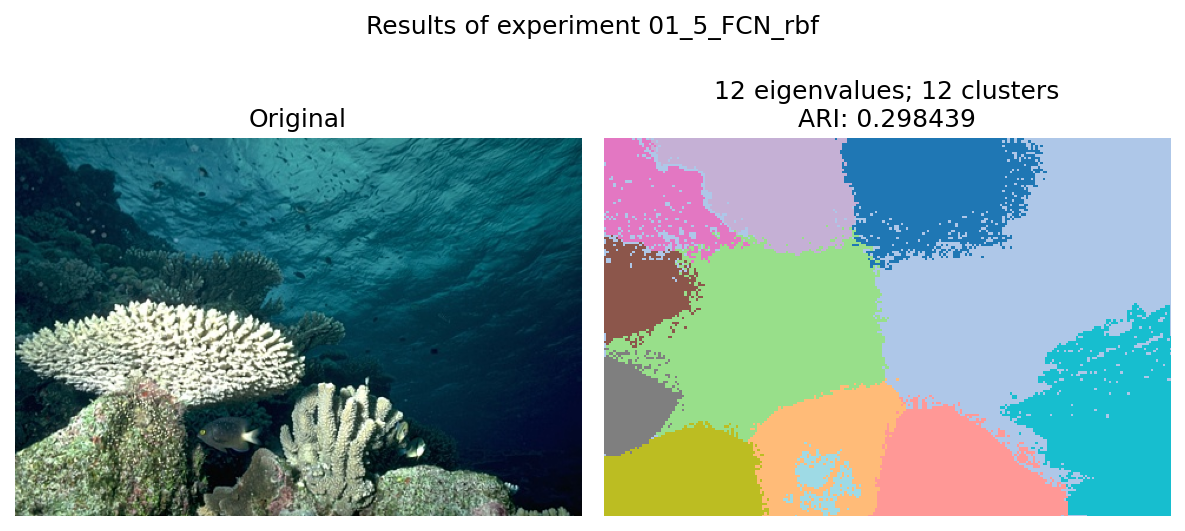 Results of experiment 01_5_FCN_rbf
Original
12 eigenvalues; 12 clusters
ARI: 0.298439